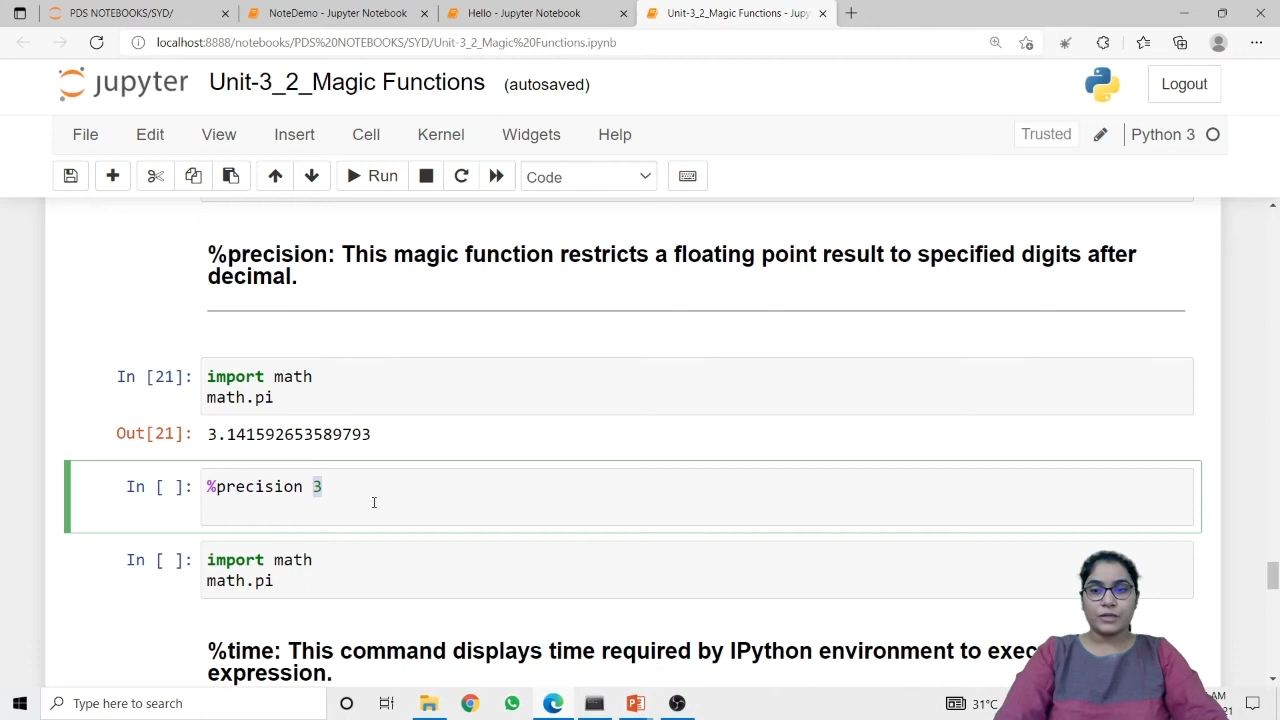 PDS NOTEBOOKS/SYD/
NoteDemo - Jupyter Notebook
Help - Jupyter Notebook
Unit-3_2_Magic Functions - Jupy
localhost:8888/notebooks/PDS%20NOTEBOOKS/SYD/Unit-3_2_Magic%20Functions.ipynb
jupyter Unit-3_2_Magic Functions (autosaved)
Logout
File Edit View Insert Cell Kernel Widgets Help
Trusted
Python 3
Run
Code
%precision: This magic function restricts a floating point result to specified digits after
decimal.
In [21]: import math
math.pi
Out[21]: 3.141592653589793
In [ ]: %precision 3
In [ ]: import math
math.pi
%time: This command displays time required by IPython environment to exec
expression.
Type here to search
31°C
AM
21